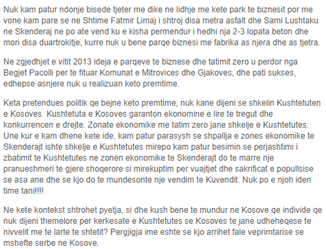 Nuk kam patur ndonje bisede tjeter me dike ne lidhje me kete park te biznesit por me
vone kam pare se ne Shtime Fatmir Limaj i shtroj disa metra asfalt dhe Sami Lushtaku
ne Skenderaj ne po ate vend ku e kisha permendur i hedhni nja 2-3 lopata beton dhe
mori disa duartrokitje, kurre nuk u bene parqe biznesi me fabrika as njera dhe as tjetra.
Ne zgjedhjet e vitit 2013 ideja e parqeve te biznese dhe tatimit zero u perdor nga
Begjet Pacolli per te fituar Komunat e Mitrovices dhe Gjakoves, dhe pati sukses,
edhepse asnjere nuk u realizuan keto premtime.
Keta pretendues politik qe bejne keto premtime, nuk kane dijeni se shkelin Kushtetuten
e Kosoves. Kushtetuta e Kosoves garanton ekonomine e lire te tregut dhe
konkurrencen e drejte. Zonate ekonomike me tatim zero jane shkelje e Kushtetutes.
Une kur e kam dhene kete ide, kam patur parasysh se shpallja e zones ekonomike te
Skenderajt ishte shkelje e Kushtetutes mirepo kam patur besimin se perjashtimi i
zbatimit te Kushtetutes ne zonen ekonomike te Skenderajt do te marre nje
pranueshmeri te gjere shoqerore si mirekuptim per vuajtjet dhe sakrificat e popullsise
se asa ane dhe se kjo do te mundesonte nje vendim te Kuvendit. Nuk po e njoh iden
time tani!!!!
Ne kete kontekst shtrohet pyetja, si dhe kush bene te mundur ne Kosove qe individe qe
nuk dijeni themelore per kerkesate e Kushtetutes se Kosoves te jane udheheqese te
nivvelit me te larte te shtetit? Pergjigja ime eshte se kjo arrihet fale veprimtarise se
mshefte serbe ne Kosove.